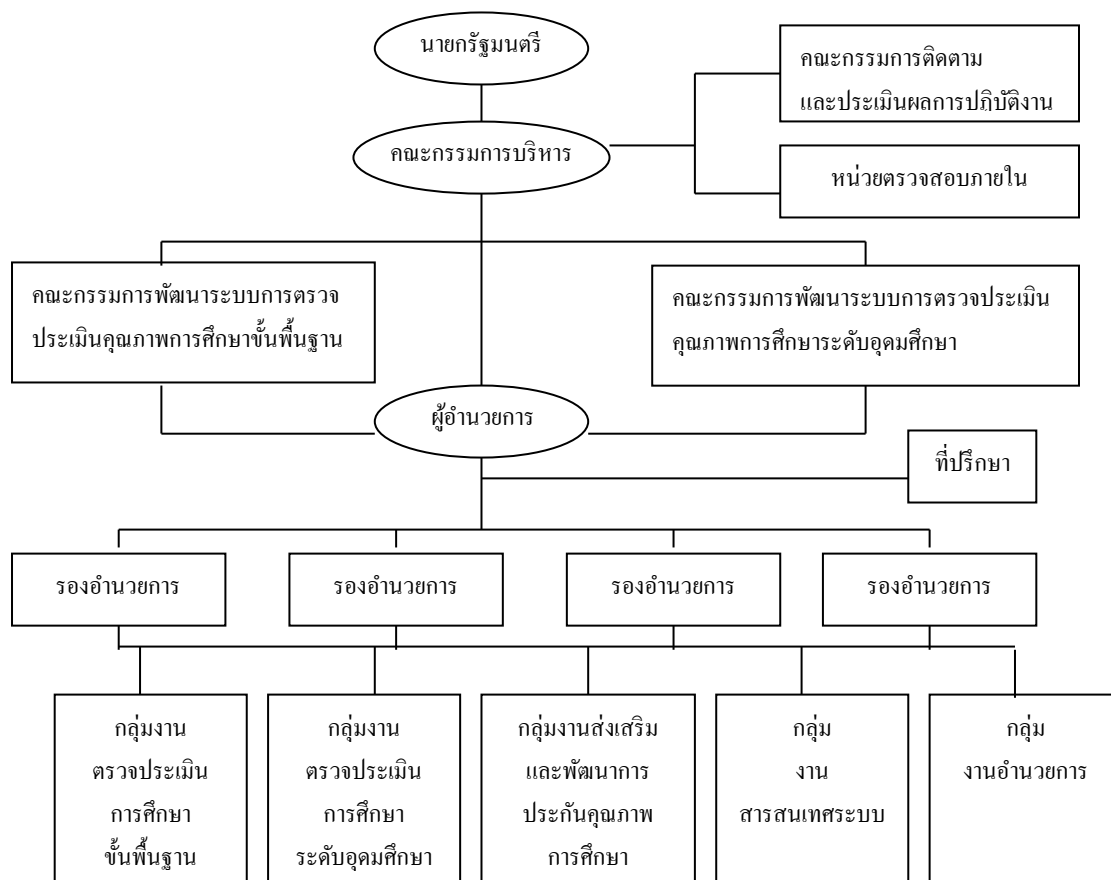 นายกรัฐมนตรี
คณะกรรมการติดตาม
และประเมินผลการปฏิบัติงาน
คณะกรรมการบริหาร
หน่วยตรวจสอบภายใน
คณะกรรมการพัฒนาระบบการตรวจ
ประเมินคุณภาพการศึกษาขั้นพื้นฐาน
คณะกรรมการพัฒนาระบบการตรวจประเมิน
คุณภาพการศึกษาระดับอุดมศึกษา
ผู้อำนวยการ
ที่ปรึกษา
รองอำนวยการ
รองอำนวยการ
รองอำนวยการ
รองอำนวยการ
กลุ่มงาน
ตรวจประเมิน
การศึกษา
ขั้นพื้นฐาน
กลุ่มงาน
ตรวจประเมิน
การศึกษา
ระดับอุดมศึกษา
กลุ่มงานส่งเสริม
และพัฒนาการ
ประกันคุณภาพ
การศึกษา
กลุ่ม
งาน
สารสนเทศระบบ
กลุ่ม
งานอำนวยการ